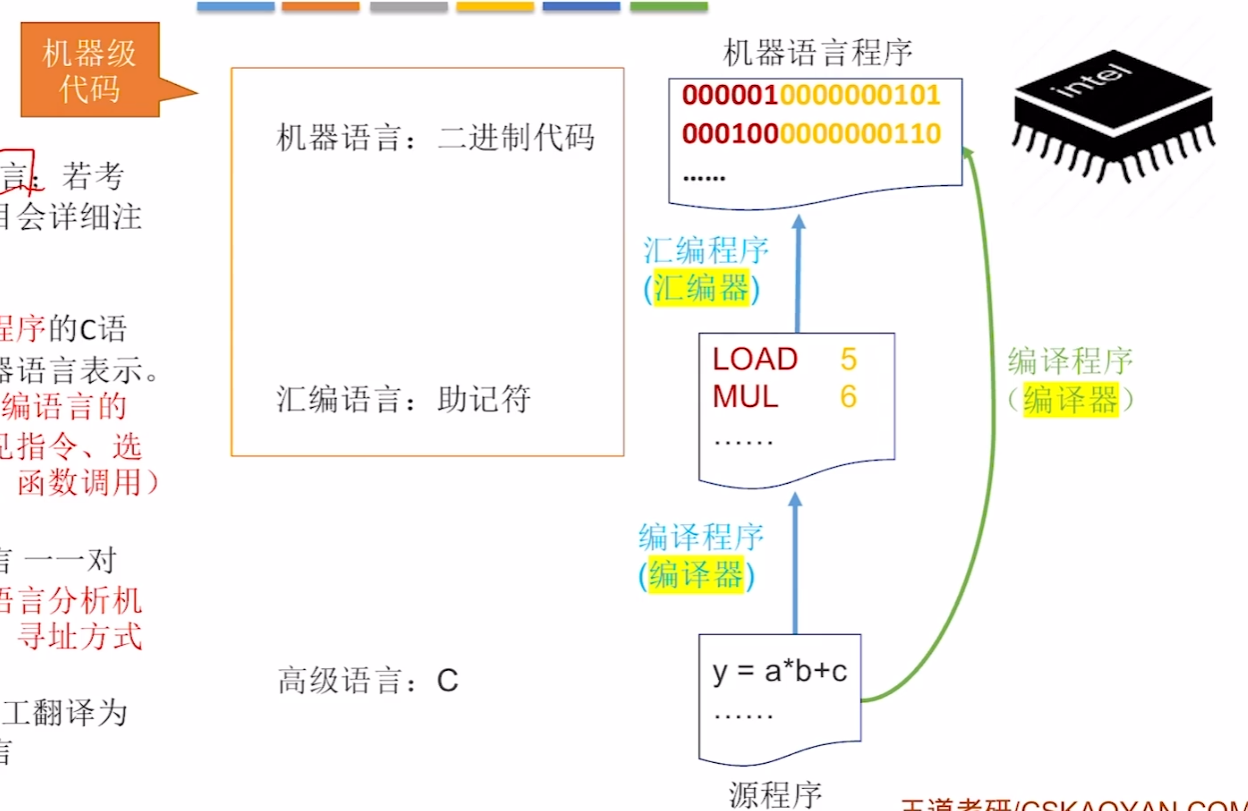 机器级
代码
机器语言：二进制代码
汇编语言：助记符
高级语言：C
言：若考
目会详细注
程序的C语
器语言表示。
编语言的
见指令、选
函数调用）
言 一一对
语言分析机
寻址方式
工翻译为
言
机器语言程序
0000010000000101
0001000000000110
……
intel
汇编程序
(汇编器)
LOAD 5
MUL 6
……
编译程序
（编译器）
编译程序
(编译器)
y = a*b+c
……
源程序
王道考研/CSKAOYAN.COM